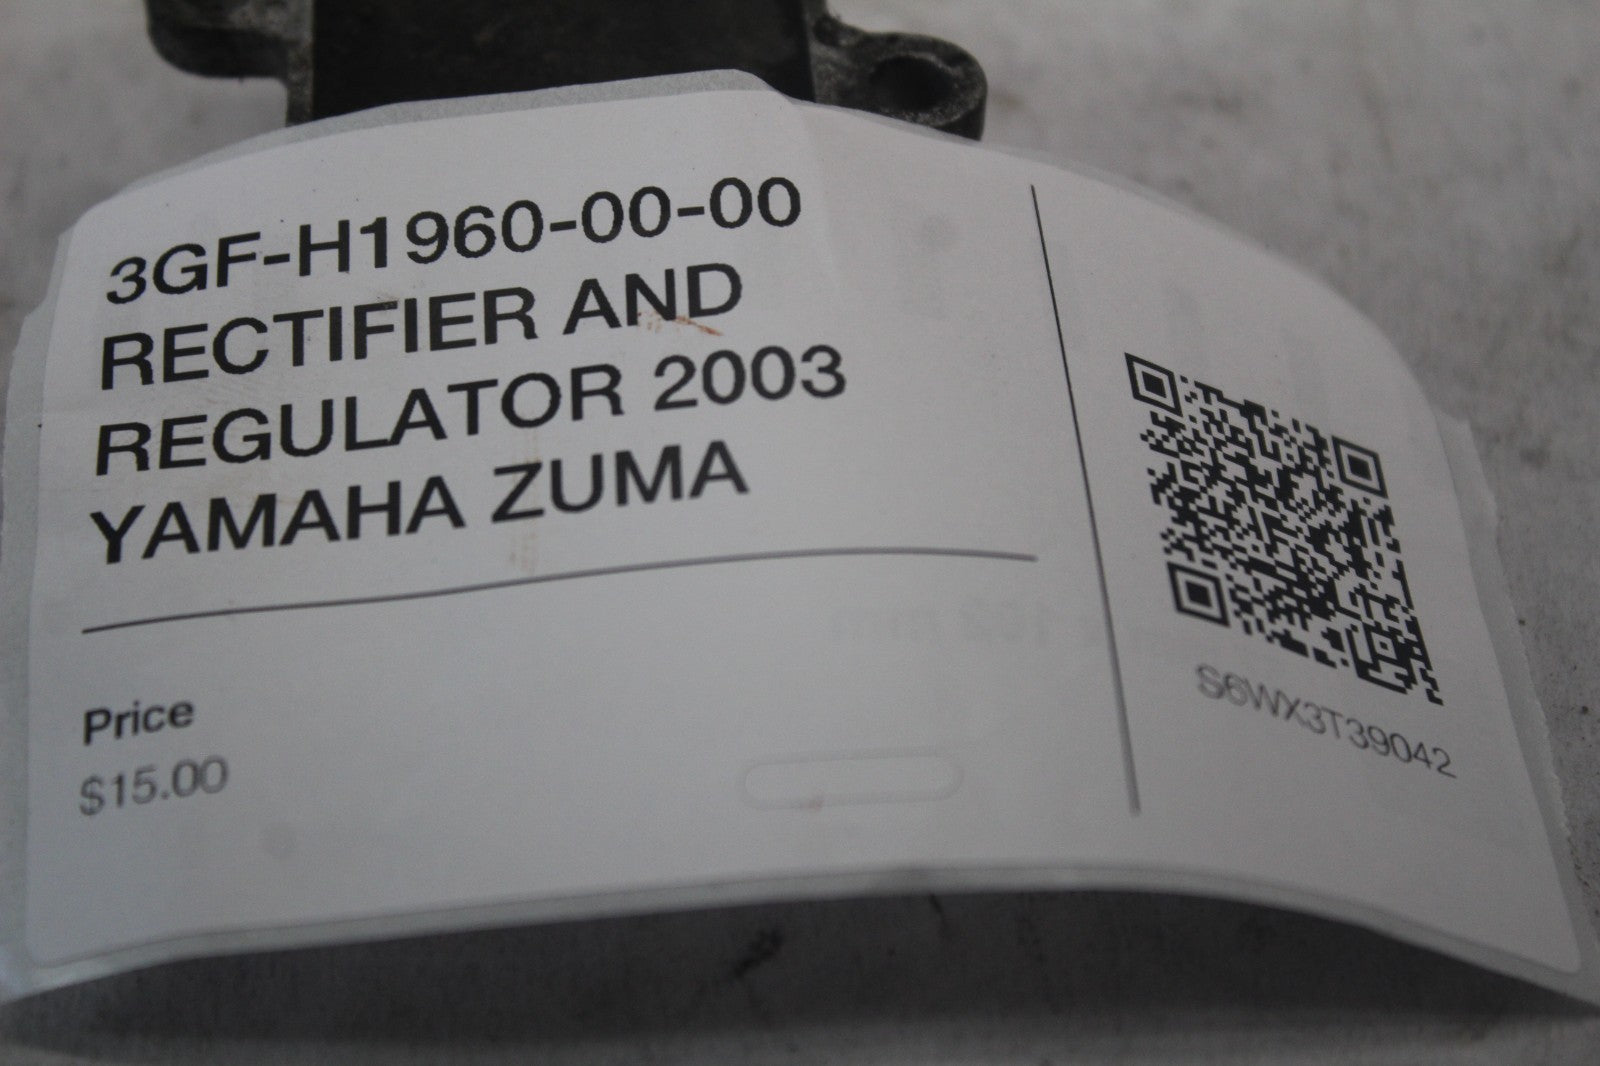 3GF-H1960-00-00
RECTIFIER AND
REGULATOR 2003
YAMAHA ZUMA
Price
$15.00
S6WX3T39042